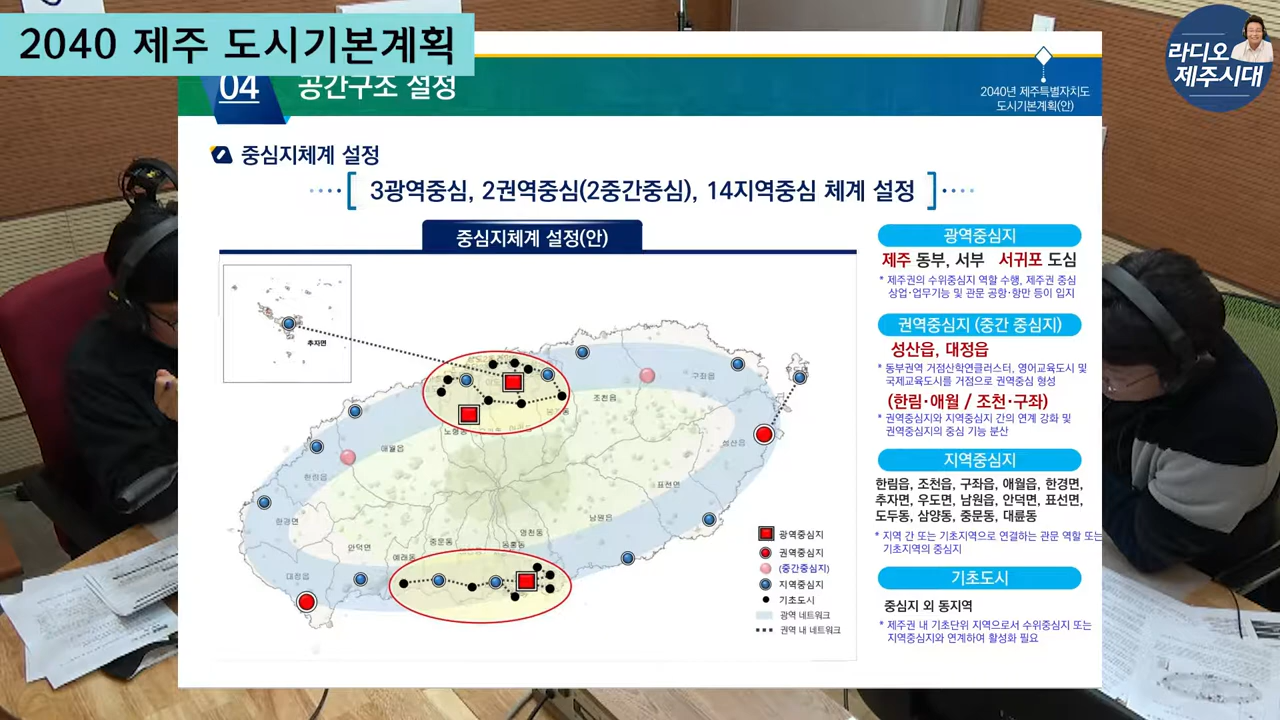 2040 제주 도시기본계획
라디오
제주시대
04 공간구조 설정
2040년 제주특별자치도
도시기본계획(안)
중심지체계 설정
3광역중심, 2권역중심(2중간중심), 14지역중심 체계 설정
중심지체계 설정(안)
추자면
구좌읍
조천읍
노형동
애월읍
성산읍
한림읍
표선면
한경면
남원읍
영천동
중문동
안덕면
예래동
대정읍
광역중심지
권역중심지
(중간중심지)
지역중심지
기초도시
광역 네트워크
권역 내 네트워크
광역중심지
제주 동부, 서부 서귀포 도심
* 제주권의 수위중심지 역할 수행, 제주권 중심
상업·업무기능 및 관문 공항·항만 등이 입지
권역중심지 (중간 중심지)
성산읍, 대정읍
* 동부권역 거점산학연클러스터, 영어교육도시 및
국제교육도시를 거점으로 권역중심 형성
(한림·애월 / 조천·구좌)
* 권역중심지와 지역중심지 간의 연계 강화 및
권역중심지의 중심 기능 분산
지역중심지
한림읍, 조천읍, 구좌읍, 애월읍, 한경면,
추자면, 우도면, 남원읍, 안덕면, 표선면,
도두동, 삼양동, 중문동, 대륜동
* 지역 간 또는 기초지역으로 연결하는 관문 역할 또는
기초지역의 중심지
기초도시
중심지 외 동지역
* 제주권 내 기초단위 지역으로서 수위중심지 또는
지역중심지와 연계하여 활성화 필요